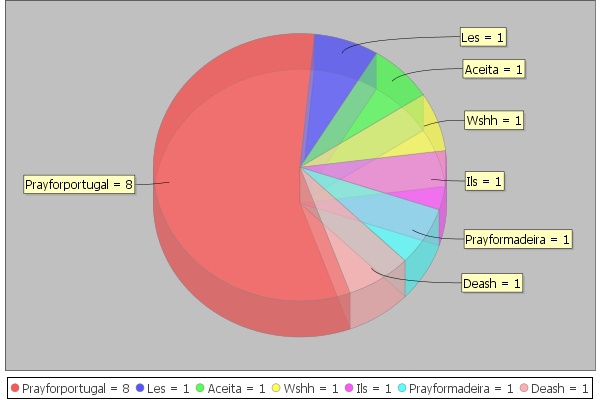 Les = 1
Aceita = 1
Wshh = 1
Prayforportugal = 8
Ils = 1
Prayformadeira = 1
Deash = 1
Prayforportugal = 8 Les = 1 Aceita = 1 Wshh = 1 Ils = 1 Prayformadeira = 1 Deash = 1